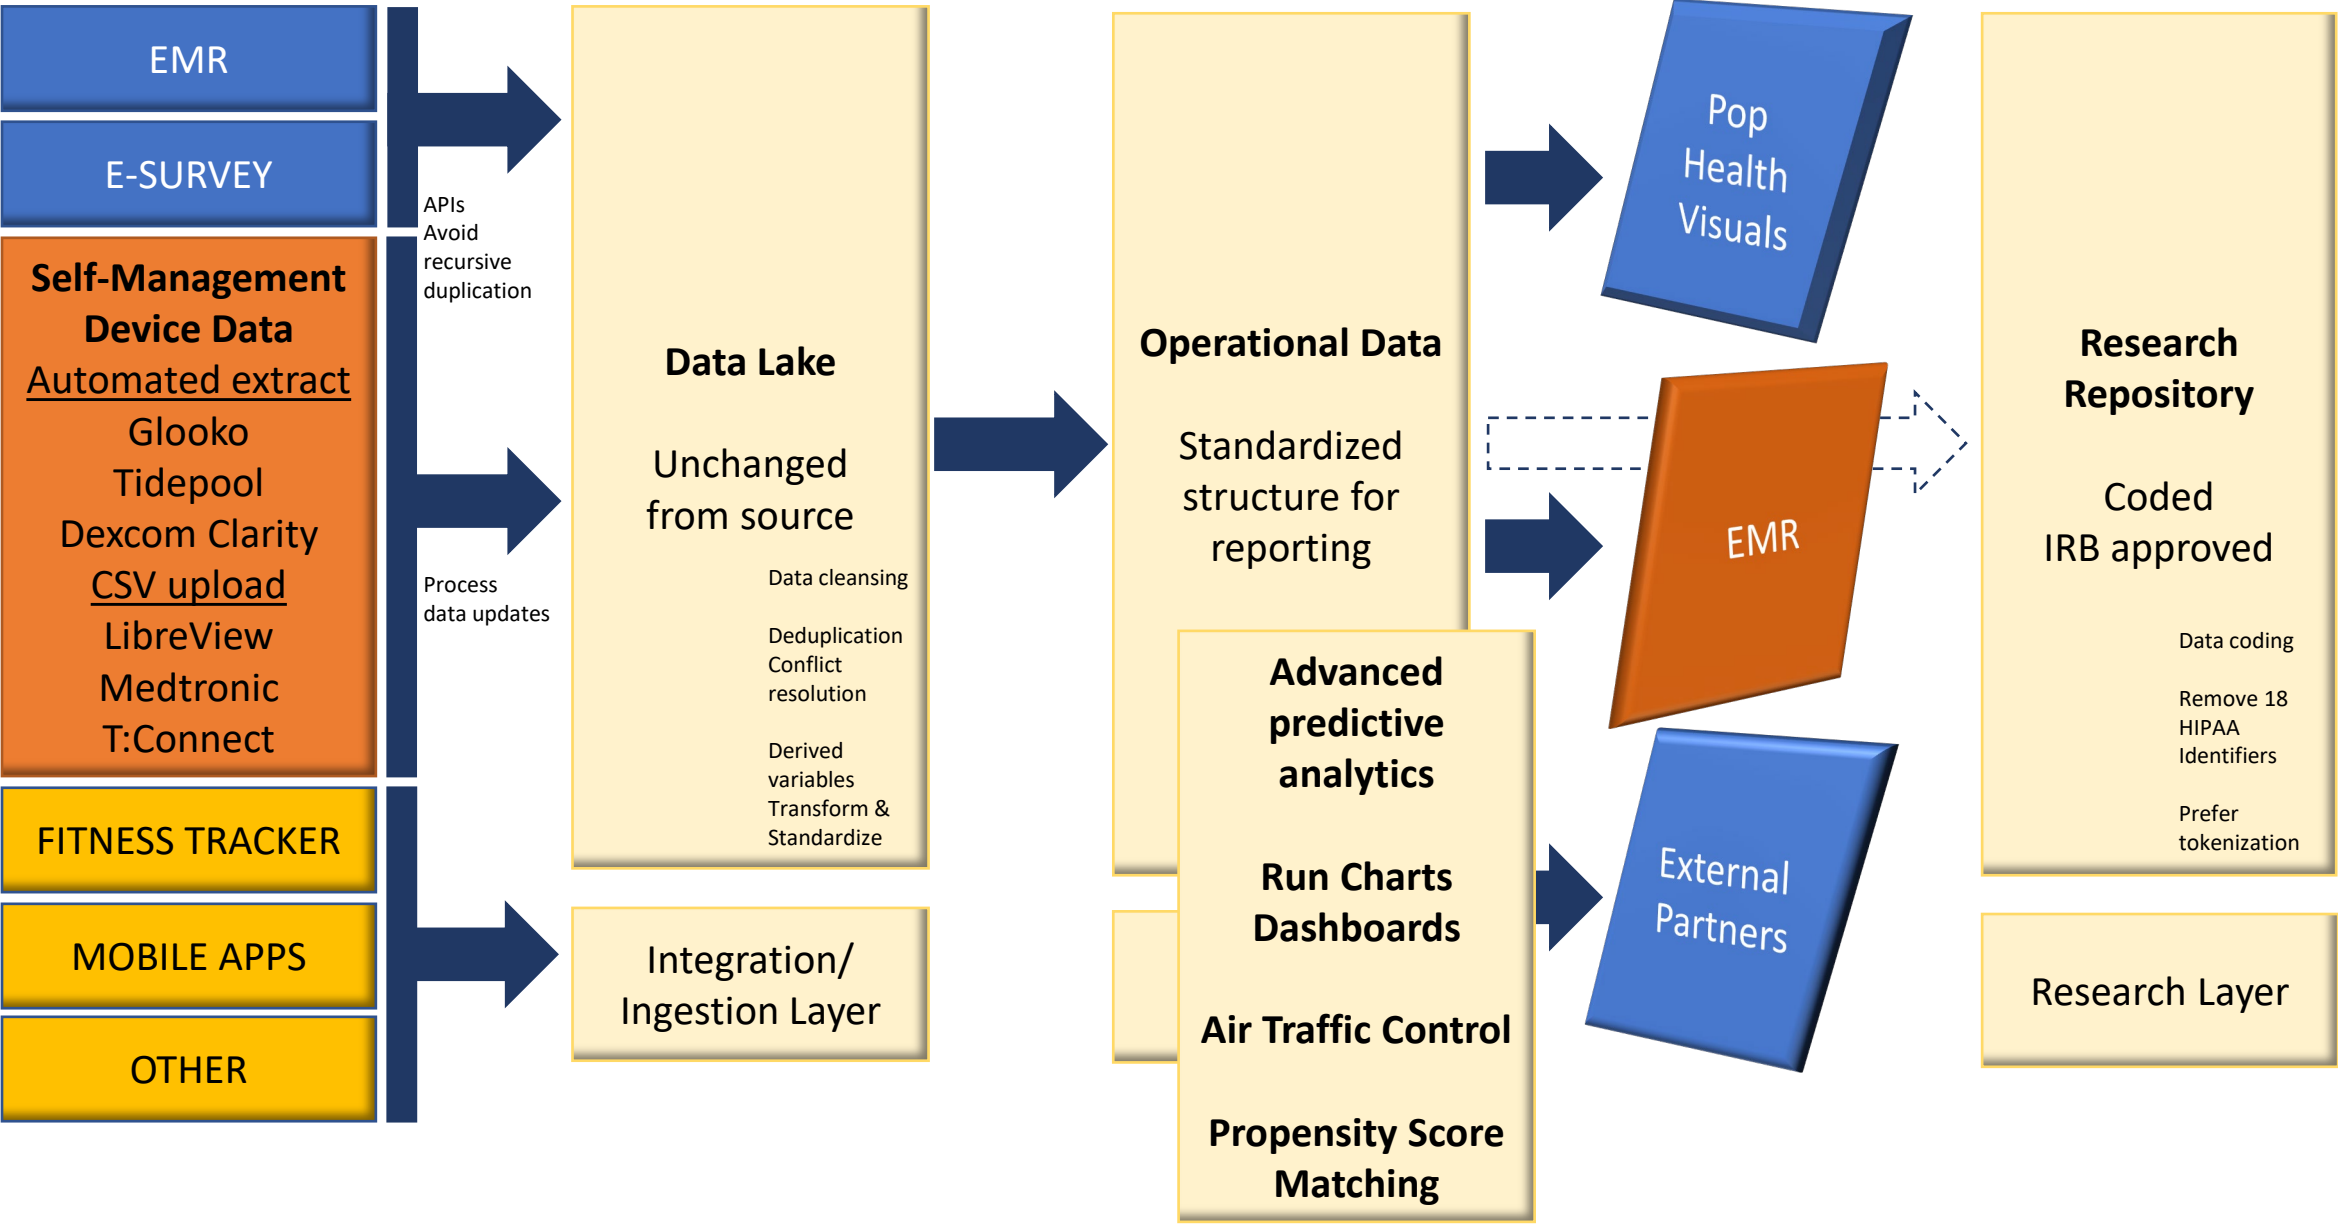 EMR
E-SURVEY
Self-Management
Device Data
Automated extract
Glooko
Tidepool
Dexcom Clarity
CSV upload
LibreView
Medtronic
T:Connect
FITNESS TRACKER
MOBILE APPS
OTHER
APIs
Avoid
recursive
duplication
Process
data updates
Data Lake
Unchanged
from source
Data cleansing
Deduplication
Conflict
resolution
Derived
variables
Transform &
Standardize
Integration/
Ingestion Layer
Operational Data
Standardized
structure for
reporting
Advanced
predictive
analytics
Run Charts
Dashboards
Air Traffic Control
Propensity Score
Matching
Pop
Health
Visuals
EMR
External
Partners
Research
Repository
Coded
IRB approved
Data coding
Remove 18
HIPAA
Identifiers
Prefer
tokenization
Research Layer